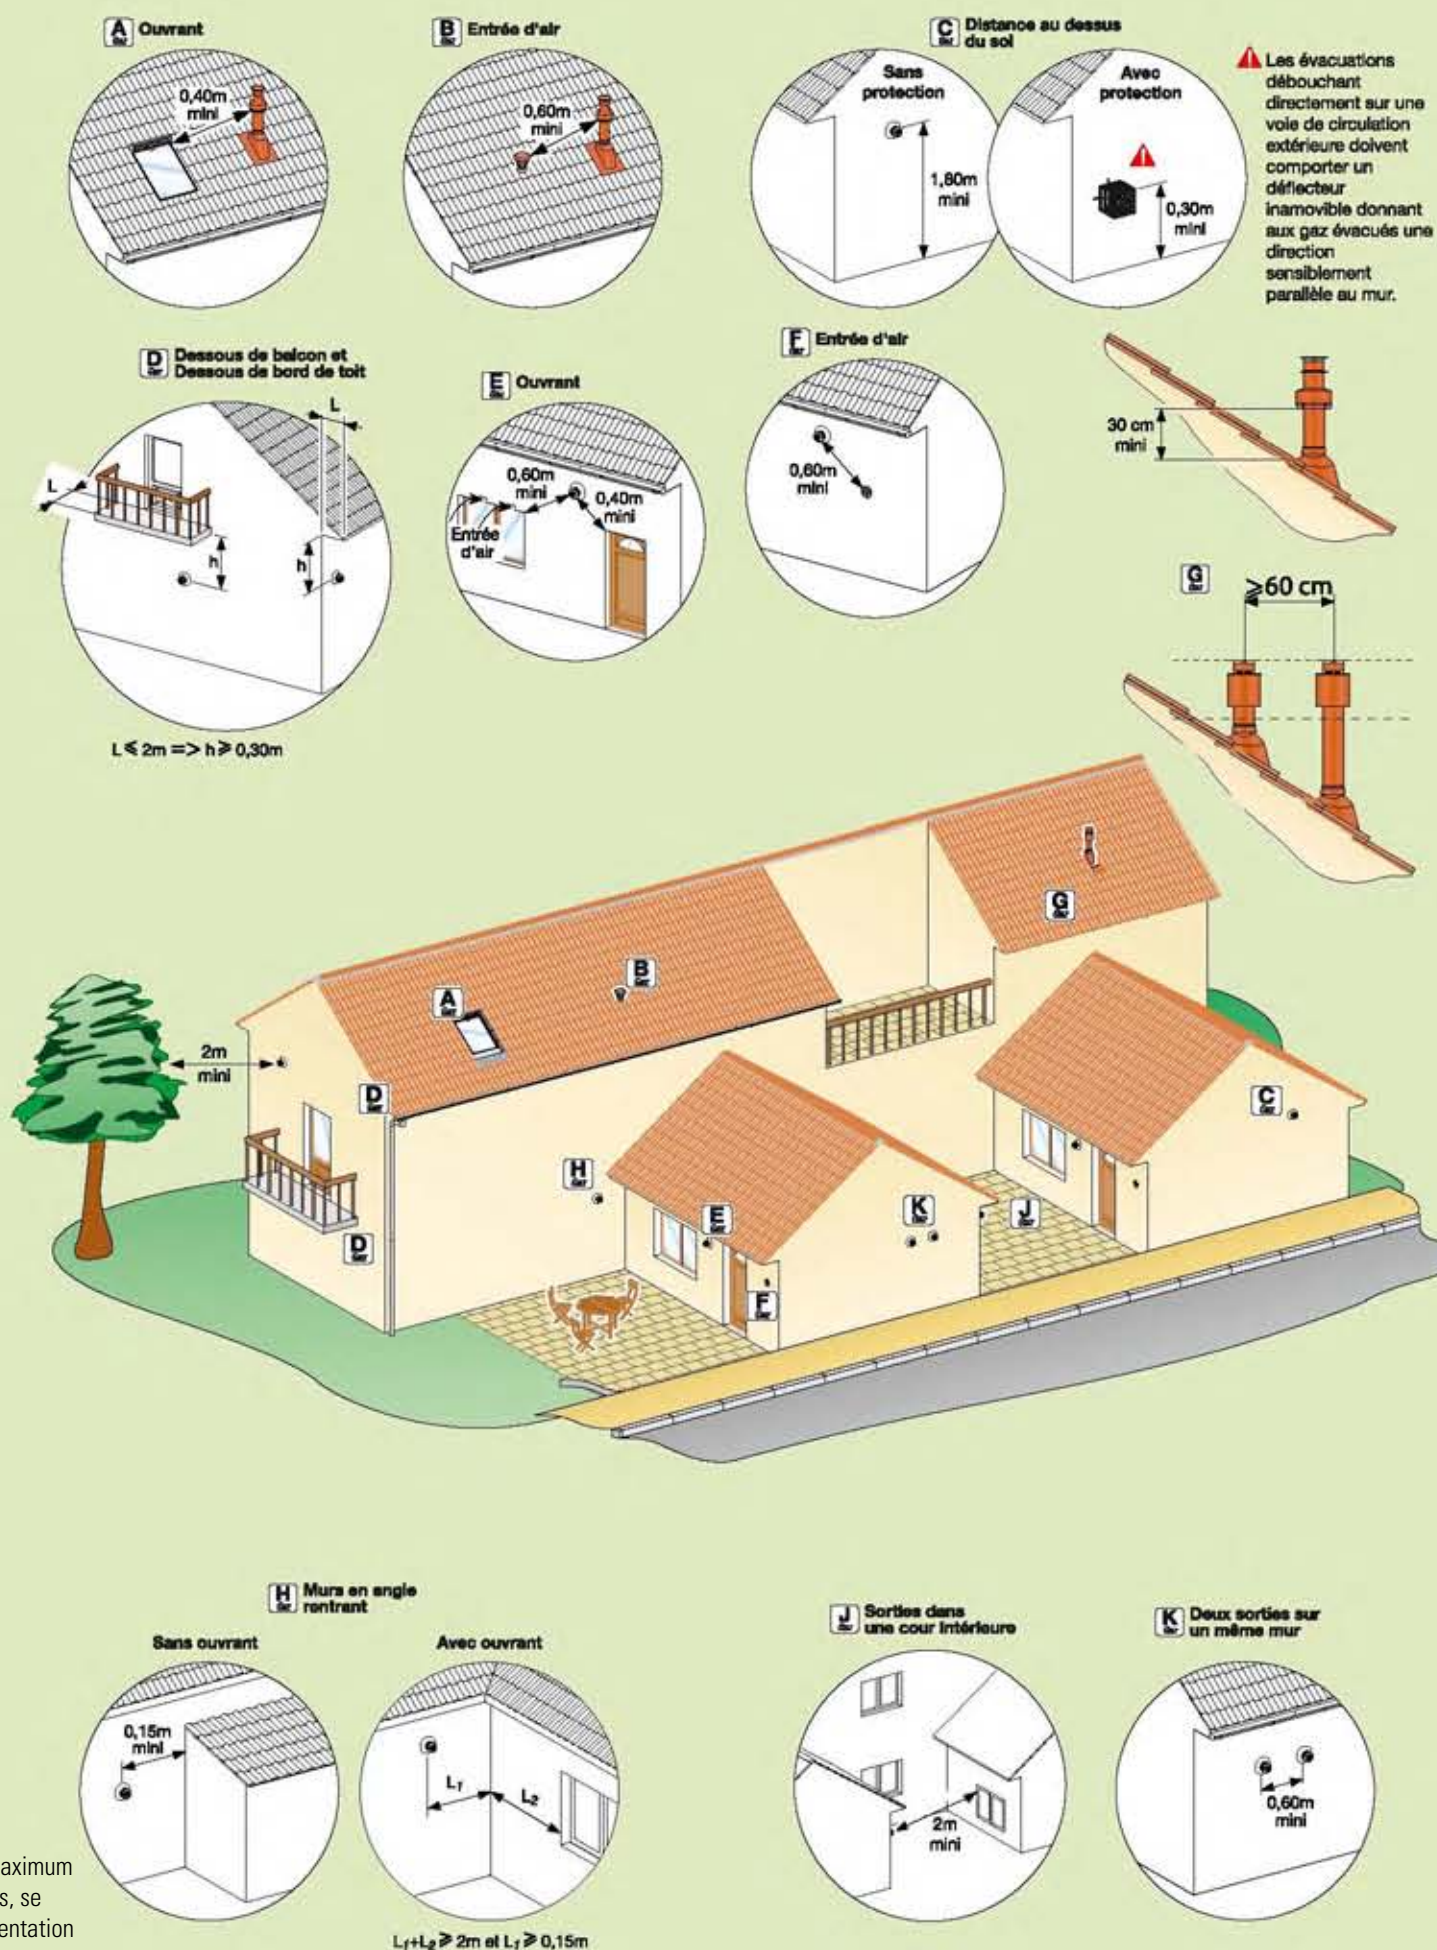 A Ouvrant
0,40m
mini
B Entrée d'air
0,60m
mini
C Distance au dessus
du sol
Sans
protection
1,80m
mini
Avec
protection
0,30m
mini
Les évacuations
débouchant
directement sur une
voie de circulation
extérieure doivent
comporter un
déflecteur
inamovible donnant
aux gaz évacués une
direction
sensiblement
parallèle au mur.
D Dessous de balcon et
Dessous de bord de toit
L
L
h
h
L ⩽ 2m => h ⩾ 0,30m
E Ouvrant
0,60m
mini
0,40m
mini
Entrée
d'air
F Entrée d'air
0,60m
mini
30 cm
mini
G
⩾60 cm
G
B
A
2m
mini
D
C
H
E
K
J
D
F
H Murs en angle
rentrant
Sans ouvrant
0,15m
mini
Avec ouvrant
L1
L2
L1+L2 ⩾ 2m et L1 ⩾ 0,15m
J Sorties dans
une cour intérieure
2m
mini
K Deux sorties sur
un même mur
0,60m
mini
aximum
s, se
entation